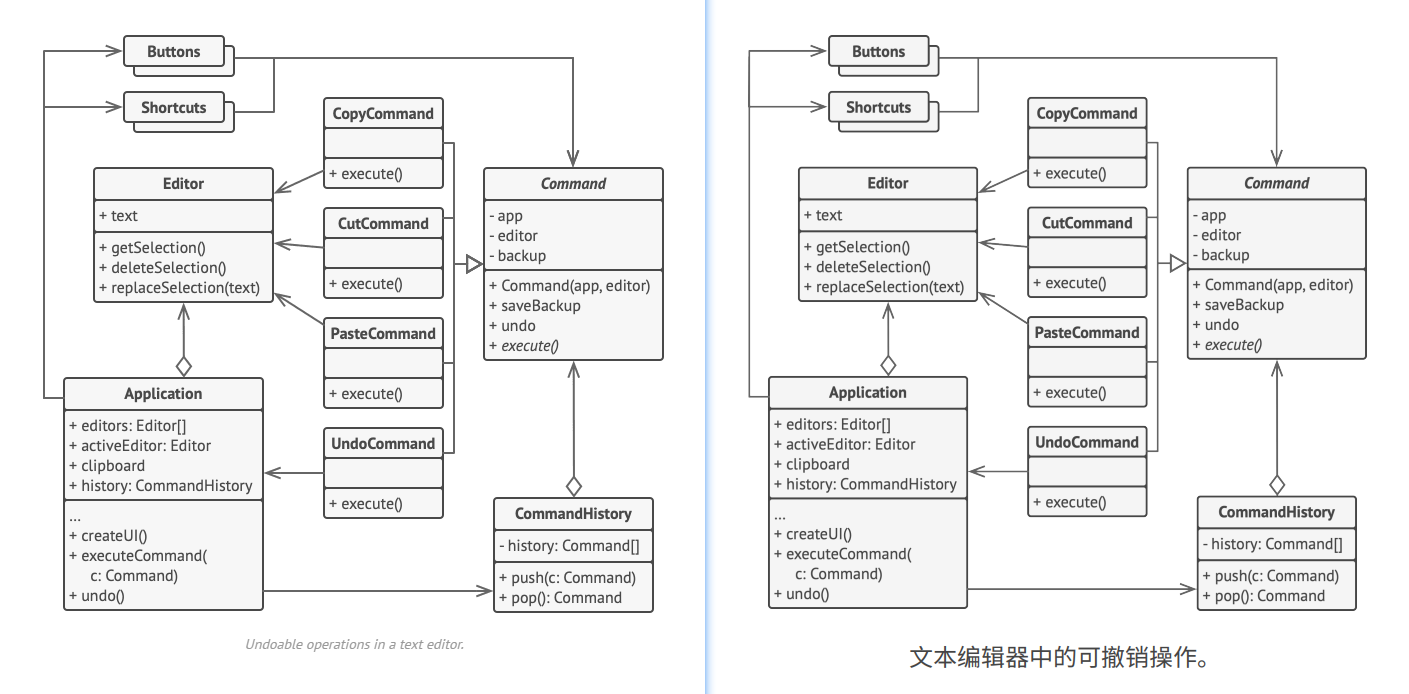 Buttons
Shortcuts
CopyCommand
+ execute()
Editor
+ text
+ getSelection()
+ deleteSelection()
+ replaceSelection(text)
CutCommand
+ execute()
Command
- app
- editor
- backup
+ Command(app, editor)
+ saveBackup
+ undo
+ execute()
PasteCommand
+ execute()
Application
+ editors: Editor[]
+ activeEditor: Editor
+ clipboard
+ history: CommandHistory
...
+ createUI()
+ executeCommand(
c: Command)
+ undo()
UndoCommand
+ execute()
CommandHistory
- history: Command[]
+ push(c: Command)
+ pop(): Command
Undoable operations in a text editor.
Buttons
Shortcuts
CopyCommand
+ execute()
Editor
+ text
+ getSelection()
+ deleteSelection()
+ replaceSelection(text)
CutCommand
+ execute()
Command
- app
- editor
- backup
+ Command(app, editor)
+ saveBackup
+ undo
+ execute()
PasteCommand
+ execute()
Application
+ editors: Editor[]
+ activeEditor: Editor
+ clipboard
+ history: CommandHistory
...
+ createUI()
+ executeCommand(
c: Command)
+ undo()
UndoCommand
+ execute()
CommandHistory
- history: Command[]
+ push(c: Command)
+ pop(): Command
文本编辑器中的可撤销操作。